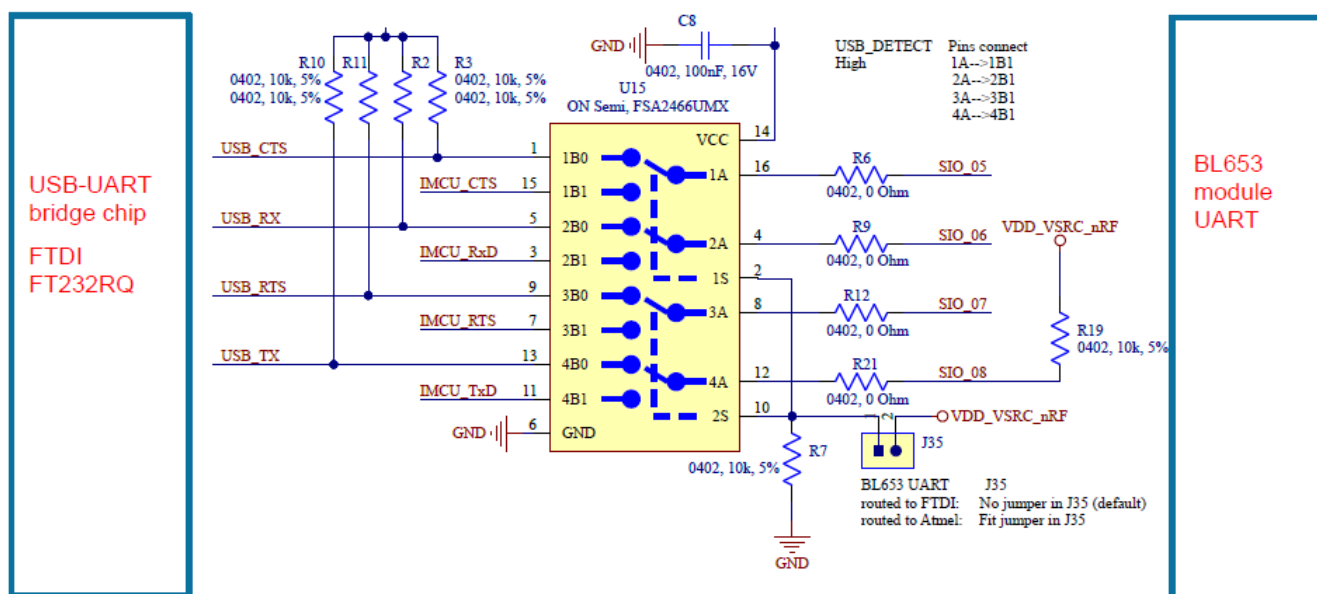 USB-UART
bridge chip
FTDI
FT232RQ
R10
0402, 10k, 5%
0402, 10k, 5%
R11
R2
R3
0402, 10k, 5%
0402, 10k, 5%
C8
GND
0402, 100nF, 16V
U15
ON Semi, FSA2466UMX
USB_DETECT Pins connect
High 1A-->1B1
2A-->2B1
3A-->3B1
4A-->4B1
USB_CTS
1
1B0
IMCU_CTS
15
1B1
USB_RX
5
2B0
IMCU_RxD
3
2B1
USB_RTS
9
3B0
IMCU_RTS
7
3B1
USB_TX
13
4B0
IMCU_TxD
11
4B1
GND
6
GND
VCC
14
1A
16
R6
0402, 0 Ohm
SIO_05
2A
4
R9
0402, 0 Ohm
SIO_06
1S
2
3A
8
R12
0402, 0 Ohm
SIO_07
4A
12
R21
0402, 0 Ohm
SIO_08
2S
10
VDD_VSRC_nRF
R19
0402, 10k, 5%
R7
0402, 10k, 5%
GND
1
2
VDD_VSRC_nRF
J35
BL653 UART J35
routed to FTDI: No jumper in J35 (default)
routed to Atmel: Fit jumper in J35
BL653
module
UART